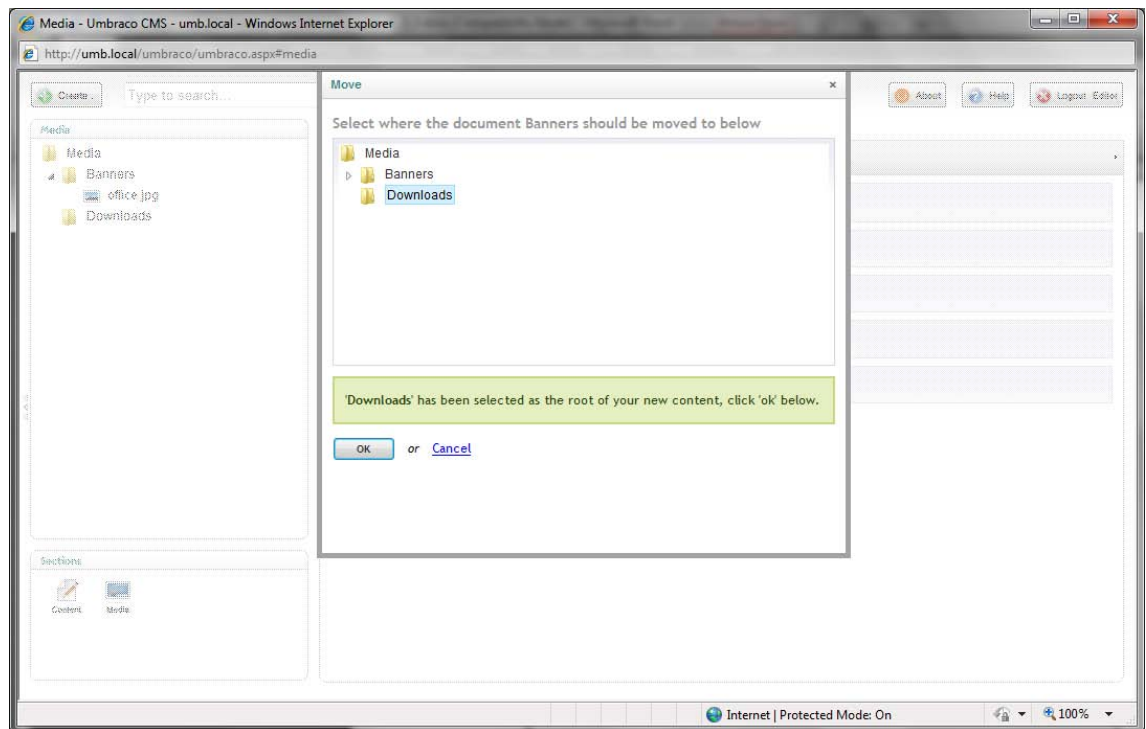 Media - Umbraco CMS - umb.local - Windows Internet Explorer
http://umb.local/umbraco/umbraco.aspx#media
Create...
Type to search...
Move
x
About
Help
Logout: Editor
Media
Media
Banners
office.jpg
Downloads
Select where the document Banners should be moved to below
Media
Banners
Downloads
'Downloads' has been selected as the root of your new content, click 'ok' below.
OK or Cancel
Sections
Content
Media
Internet | Protected Mode: On
100%